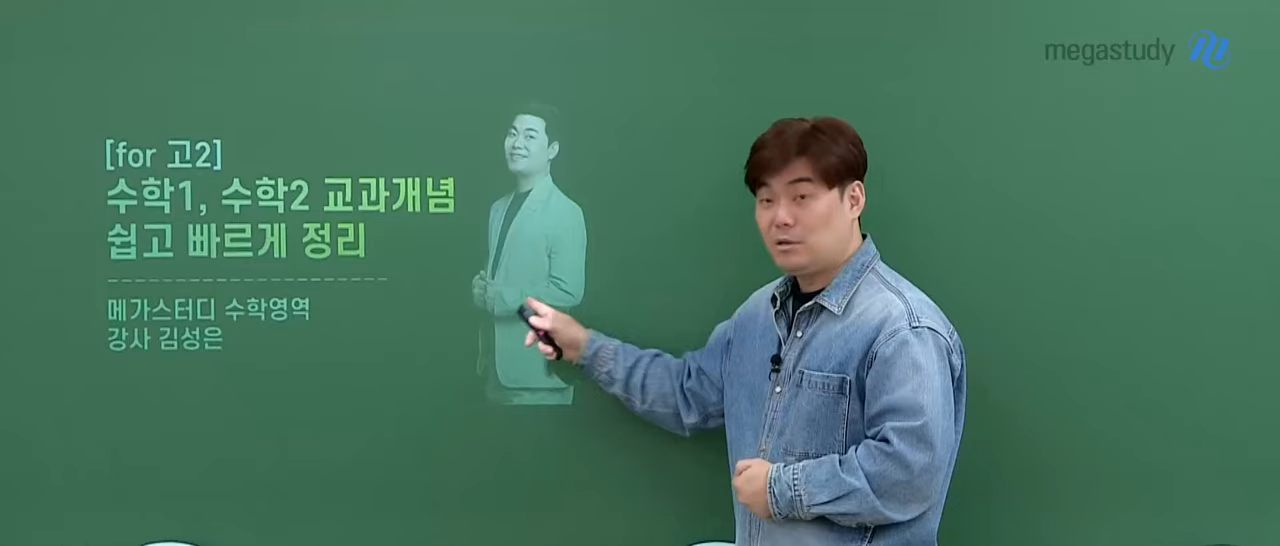 megastudy
[for 고2]
수학1, 수학2 교과개념
쉽고 빠르게 정리
메가스터디 수학영역
강사 김성은